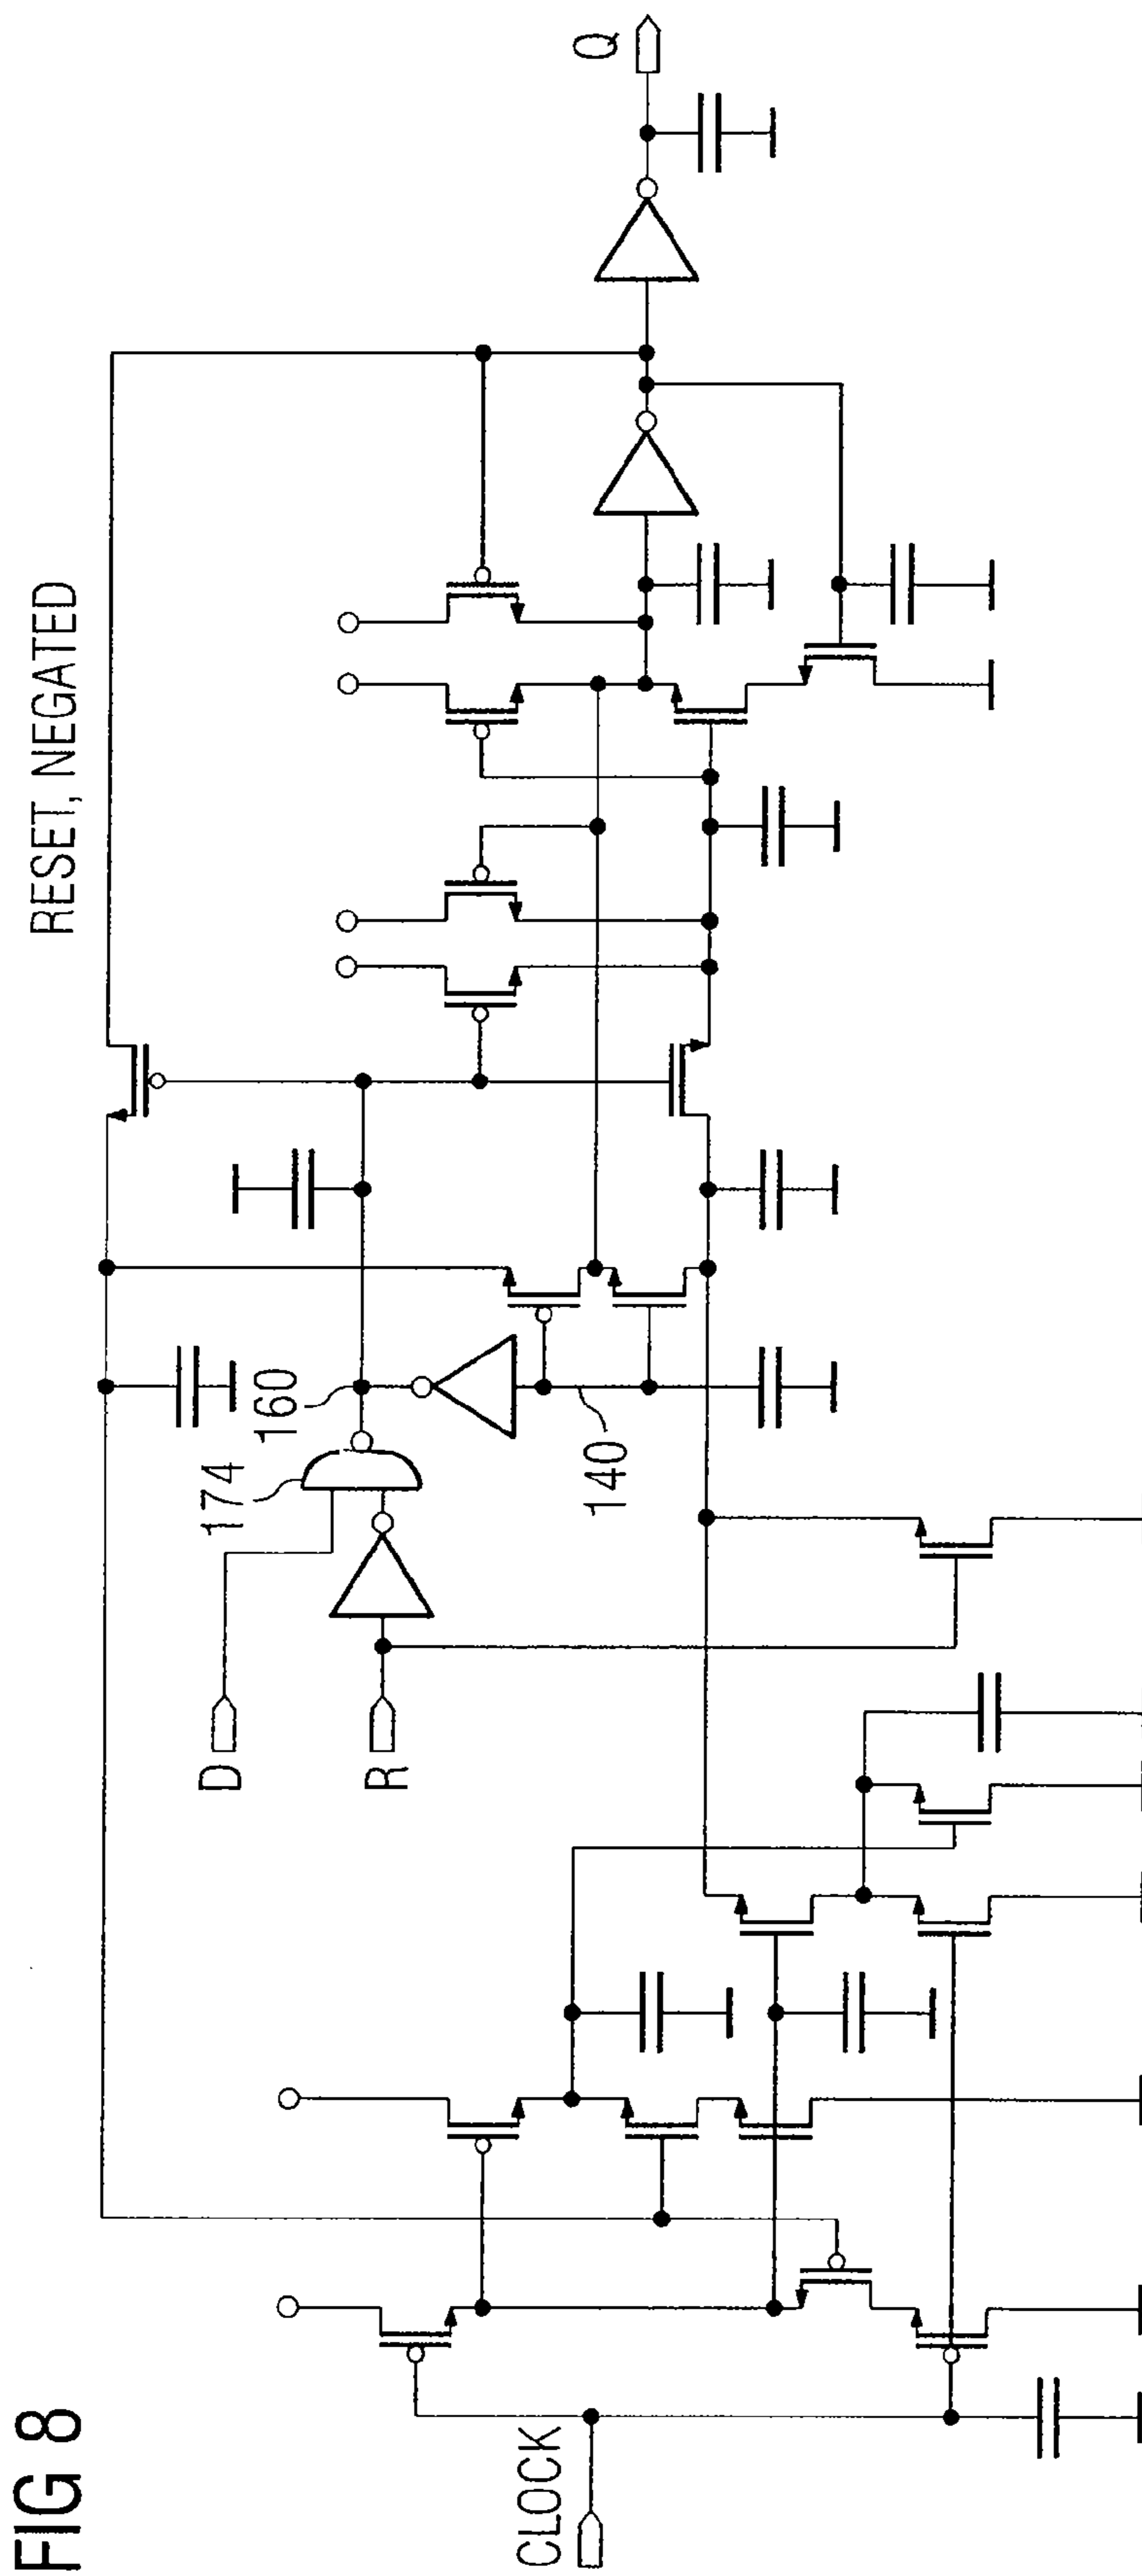 FIG 8
RESET, NEGATED
Q
160
174
140
D
R
CLOCK